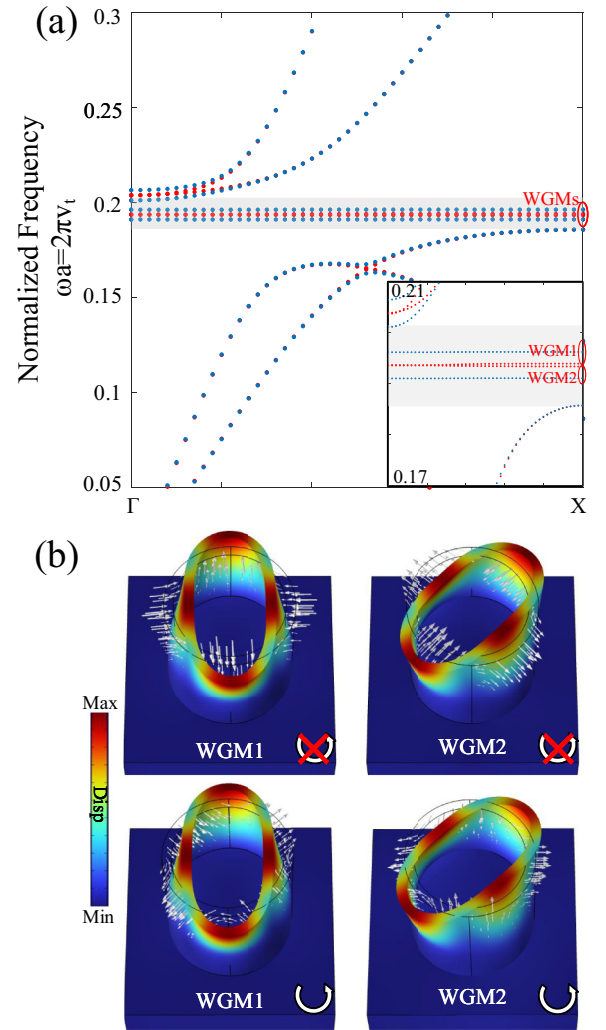 (a)
0.3
0.25
0.2
0.15
0.1
0.05
Normalized Frequency
ωa=2πvₜ
WGMs
0.21
WGM1
WGM2
0.17
Γ
X
(b)
Max
Disp
Min
WGM1
WGM2
WGM1
WGM2